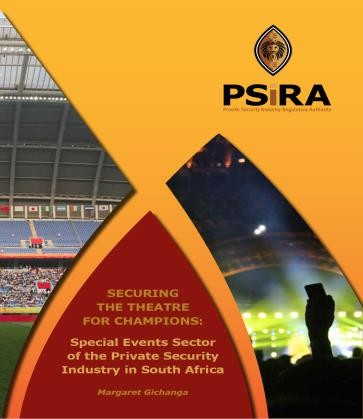 PSiRA
Private Security Industry Regulatory Authority
SECURING
THE THEATRE
FOR CHAMPIONS:
Special Events Sector
of the Private Security
Industry in South Africa
Margaret Gichanga